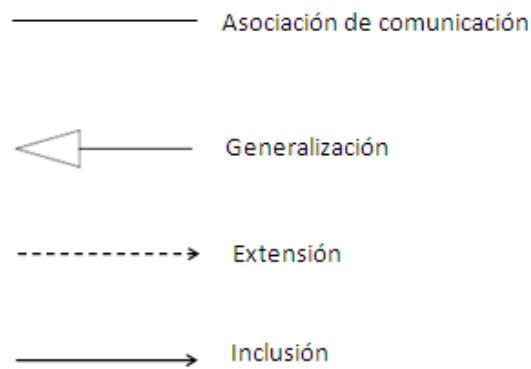 Asociación de comunicación
Generalización
Extensión
Inclusión